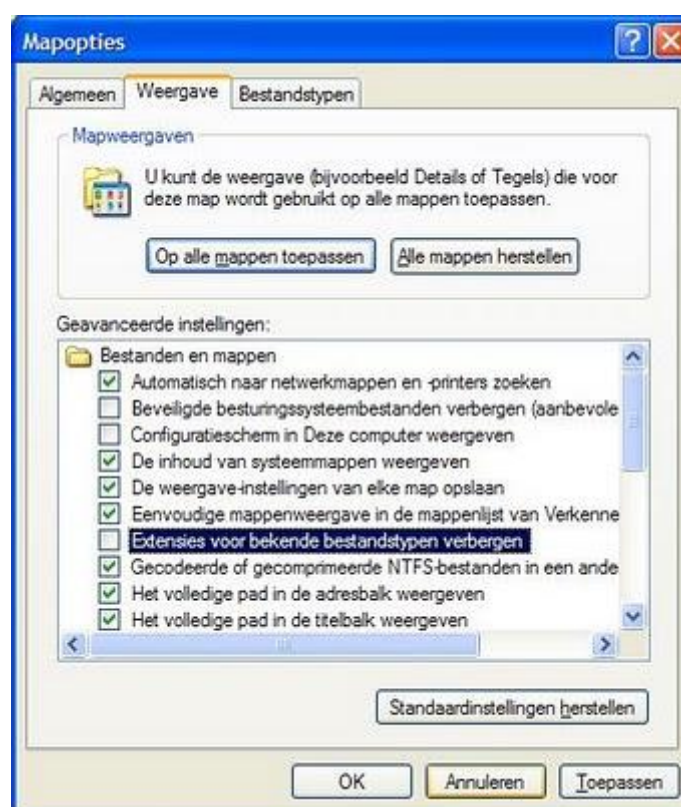 Mapopties
Algemeen Weergave Bestandstypen
Mapweergaven
U kunt de weergave (bijvoorbeeld Details of Tegels) die voor
deze map wordt gebruikt op alle mappen toepassen.
Op alle mappen toepassen Alle mappen herstellen
Geavanceerde instellingen:
Bestanden en mappen
Automatisch naar netwerkmappen en -printers zoeken
Beveiligde besturingssysteembestanden verbergen (aanbevole
Configuratiescherm in Deze computer weergeven
De inhoud van systeemmappen weergeven
De weergave-instellingen van elke map opslaan
Eenvoudige mappenweergave in de mappenlijst van Verkenne
Extensies voor bekende bestandstypen verbergen
Gecodeerde of gecomprimeerde NTFS-bestanden in een ande
Het volledige pad in de adresbalk weergeven
Het volledige pad in de titelbalk weergeven
Standaardinstellingen herstellen
OK Annuleren Toepassen